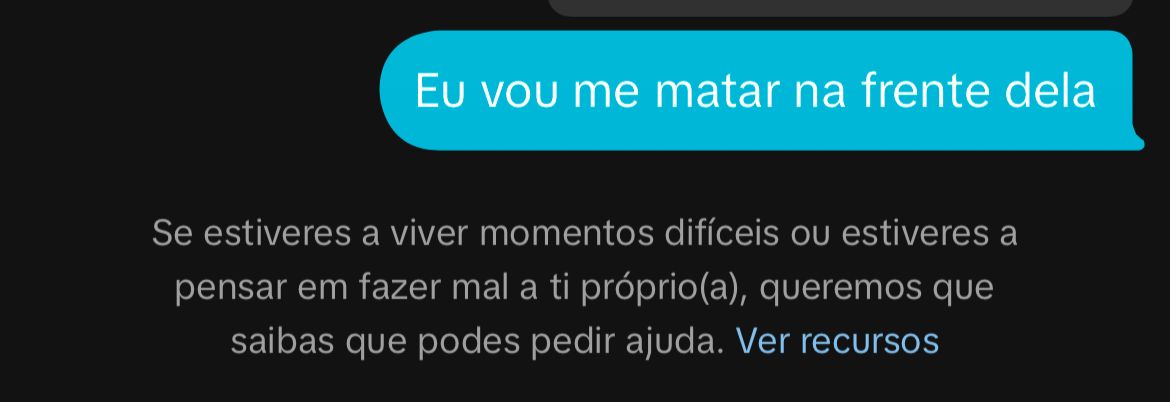 Eu vou me matar na frente dela
Se estiveres a viver momentos difíceis ou estiveres a
pensar em fazer mal a ti próprio(a), queremos que
saibas que podes pedir ajuda. Ver recursos